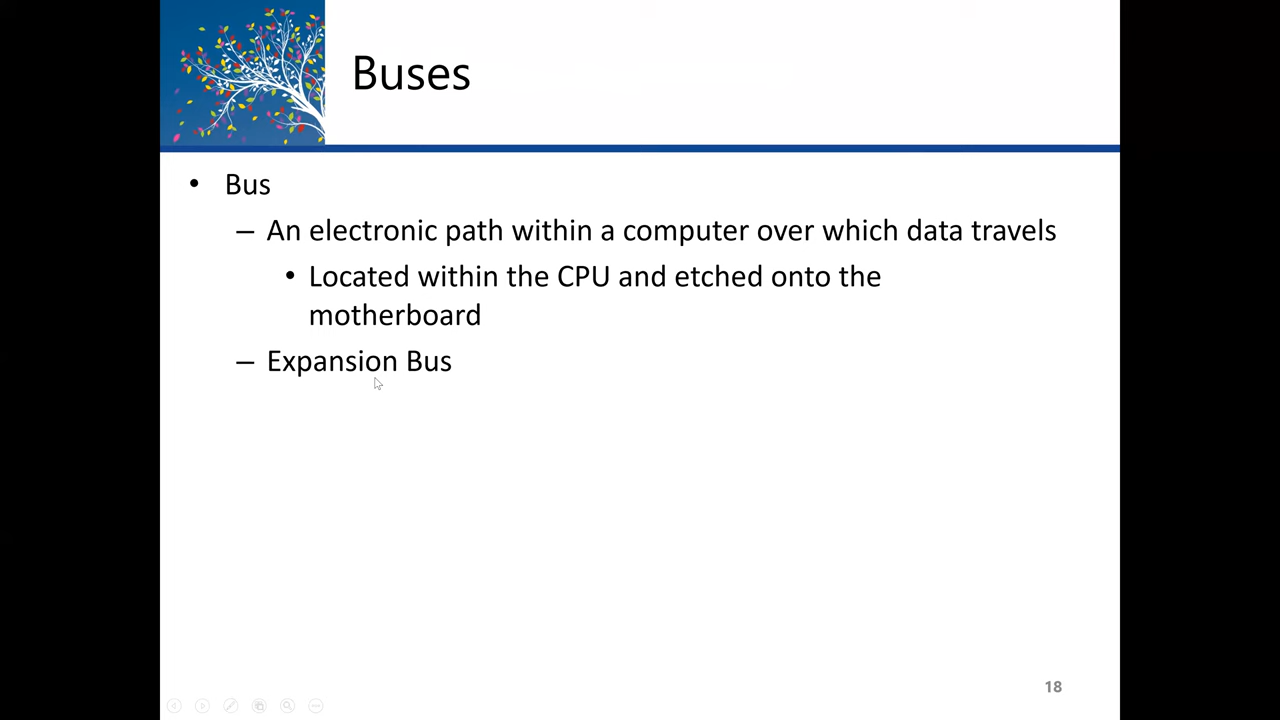 Buses
• Bus
– An electronic path within a computer over which data travels
• Located within the CPU and etched onto the
motherboard
– Expansion Bus
18